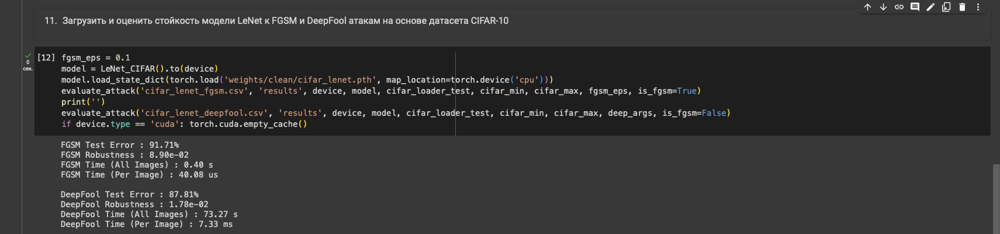 11. Загрузить и оценить стойкость модели LeNet к FGSM и DeepFool атакам на основе датасета CIFAR-10
0
сек.
[12] fgsm_eps = 0.1
model = LeNet_CIFAR().to(device)
model.load_state_dict(torch.load('weights/clean/cifar_lenet.pth', map_location=torch.device('cpu')))
evaluate_attack('cifar_lenet_fgsm.csv', 'results', device, model, cifar_loader_test, cifar_min, cifar_max, fgsm_eps, is_fgsm=True)
print('')
evaluate_attack('cifar_lenet_deepfool.csv', 'results', device, model, cifar_loader_test, cifar_min, cifar_max, deep_args, is_fgsm=False)
if device.type == 'cuda': torch.cuda.empty_cache()
FGSM Test Error : 91.71%
FGSM Robustness : 8.90e-02
FGSM Time (All Images) : 0.40 s
FGSM Time (Per Image) : 40.08 us
DeepFool Test Error : 87.81%
DeepFool Robustness : 1.78e-02
DeepFool Time (All Images) : 73.27 s
DeepFool Time (Per Image) : 7.33 ms